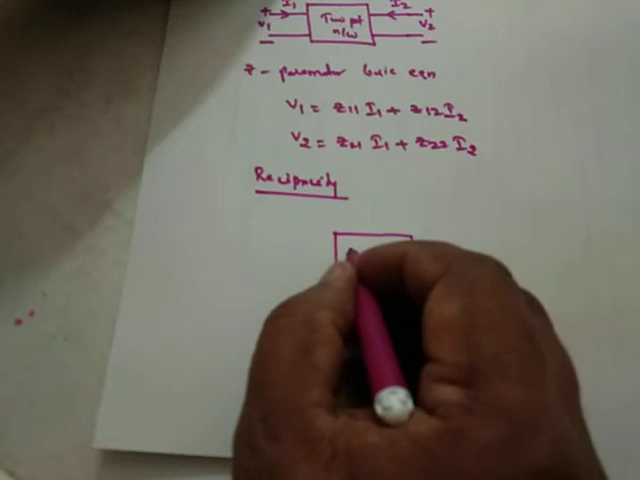 I1 I2
+ Two pt +
V1 n/w V2
Z - parameter basic eqn
V1 = Z11 I1 + Z12 I2
V2 = Z21 I1 + Z22 I2
Reciprocity